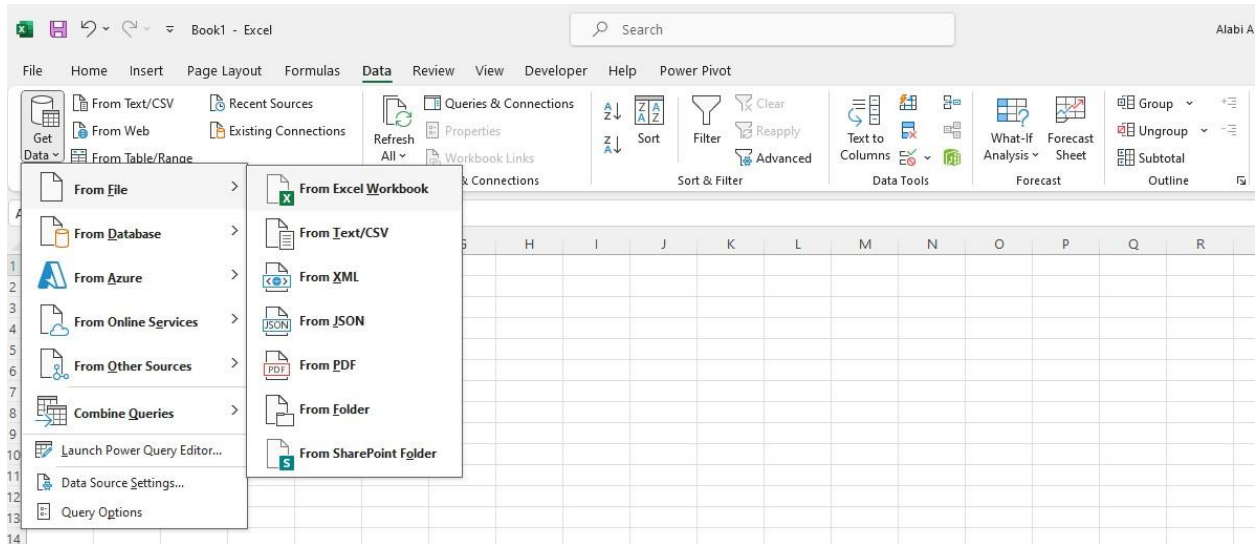 Book1 - Excel
Search
Alabi A
File Home Insert Page Layout Formulas Data Review View Developer Help Power Pivot
Get Data
From Text/CSV
From Web
From Table/Range
Recent Sources
Existing Connections
Refresh All
Queries & Connections
Properties
Workbook Links
& Connections
Sort
Filter
Clear
Reapply
Advanced
Sort & Filter
Text to Columns
Data Tools
What-If Analysis
Forecast Sheet
Forecast
Group
Ungroup
Subtotal
Outline
From File
From Database
From Azure
From Online Services
From Other Sources
Combine Queries
Launch Power Query Editor...
Data Source Settings...
Query Options
From Excel Workbook
From Text/CSV
From XML
JSON From JSON
PDF From PDF
From Folder
From SharePoint Folder
H I J K L M N O P Q R
1
2
3
4
5
6
7
8
9
10
11
12
13
14